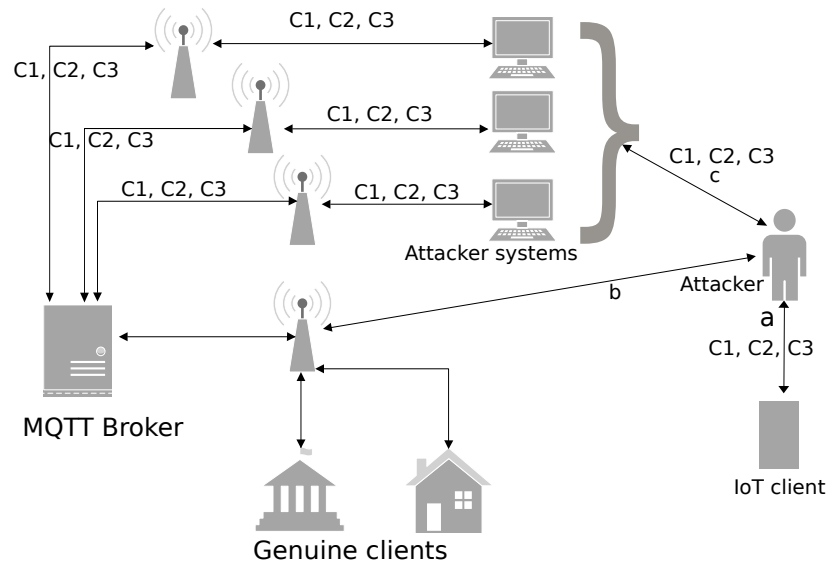 C1, C2, C3
C1, C2, C3
C1, C2, C3
C1, C2, C3
C1, C2, C3
C1, C2, C3
c
C1, C2, C3
Attacker systems
Attacker
b
a
C1, C2, C3
MQTT Broker
IoT client
Genuine clients